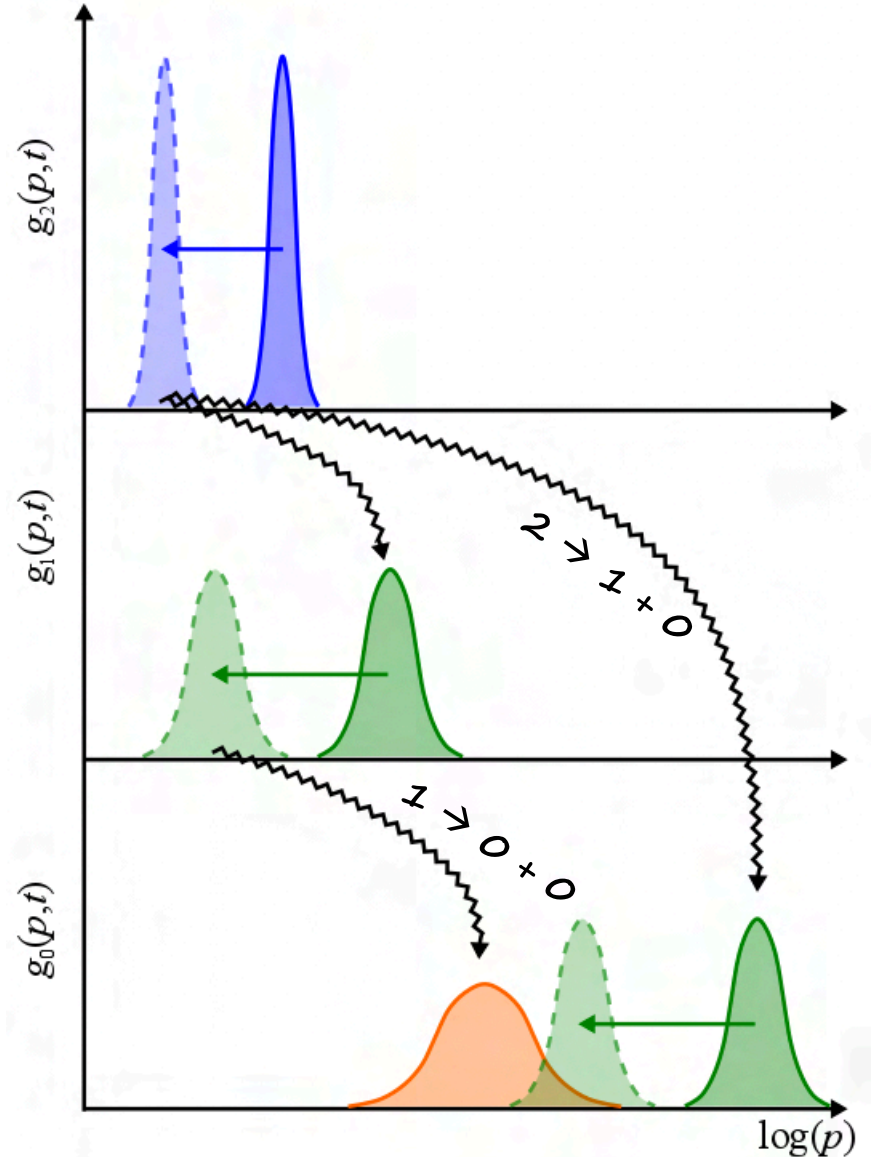 g₂(p,t)
g₁(p,t)
2 → 1 + 0
1 → 0 + 0
g₀(p,t)
log(p)